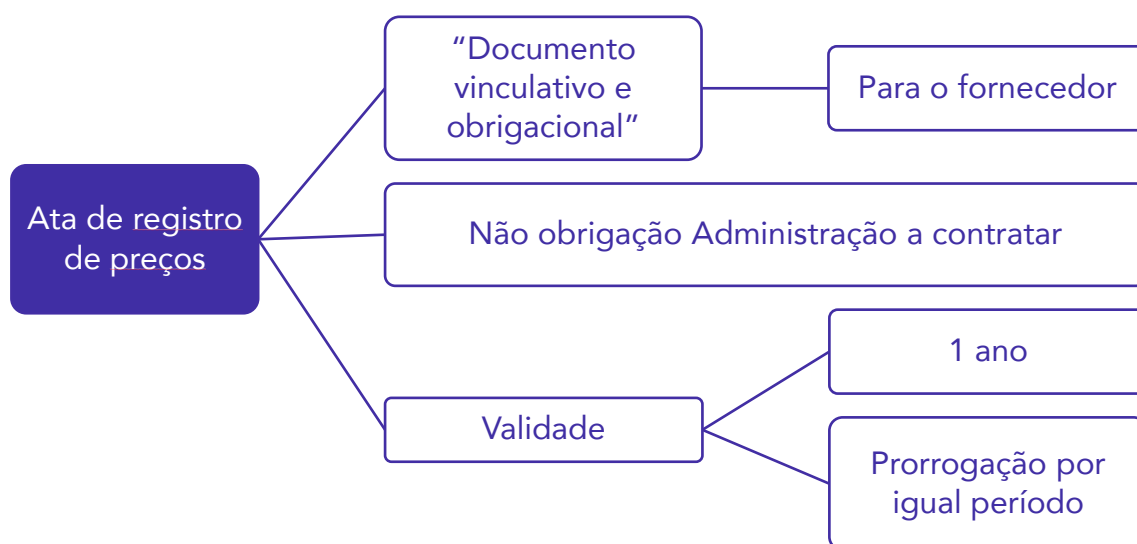 Ata de registro
de preços
“Documento
vinculativo e
obrigacional”
Para o fornecedor
Não obrigação Administração a contratar
Validade
1 ano
Prorrogação por
igual período